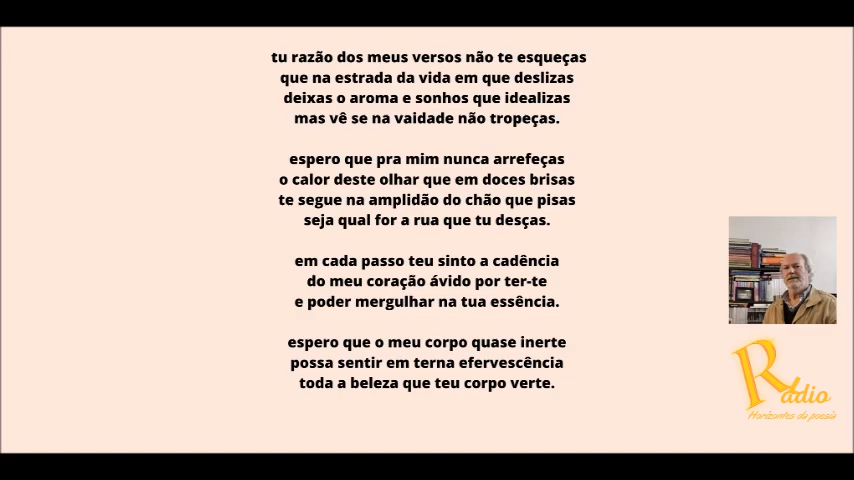 tu razão dos meus versos não te esqueças
que na estrada da vida em que deslizas
deixas o aroma e sonhos que idealizas
mas vê se na vaidade não tropeças.
espero que pra mim nunca arrefeças
o calor deste olhar que em doces brisas
te segue na amplidão do chão que pisas
seja qual for a rua que tu desças.
em cada passo teu sinto a cadência
do meu coração ávido por ter-te
e poder mergulhar na tua essência.
espero que o meu corpo quase inerte
possa sentir em terna efervescência
toda a beleza que teu corpo verte.
Rádio
Horizontes da poesia